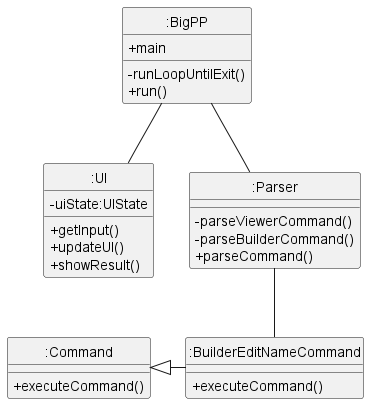 :BigPP
+main
-runLoopUntilExit()
+run()
:UI
-uiState:UIState
+getInput()
+updateUI()
+showResult()
:Parser
-parseViewerCommand()
-parseBuilderCommand()
+parseCommand()
:Command
+executeCommand()
:BuilderEditNameCommand
+executeCommand()